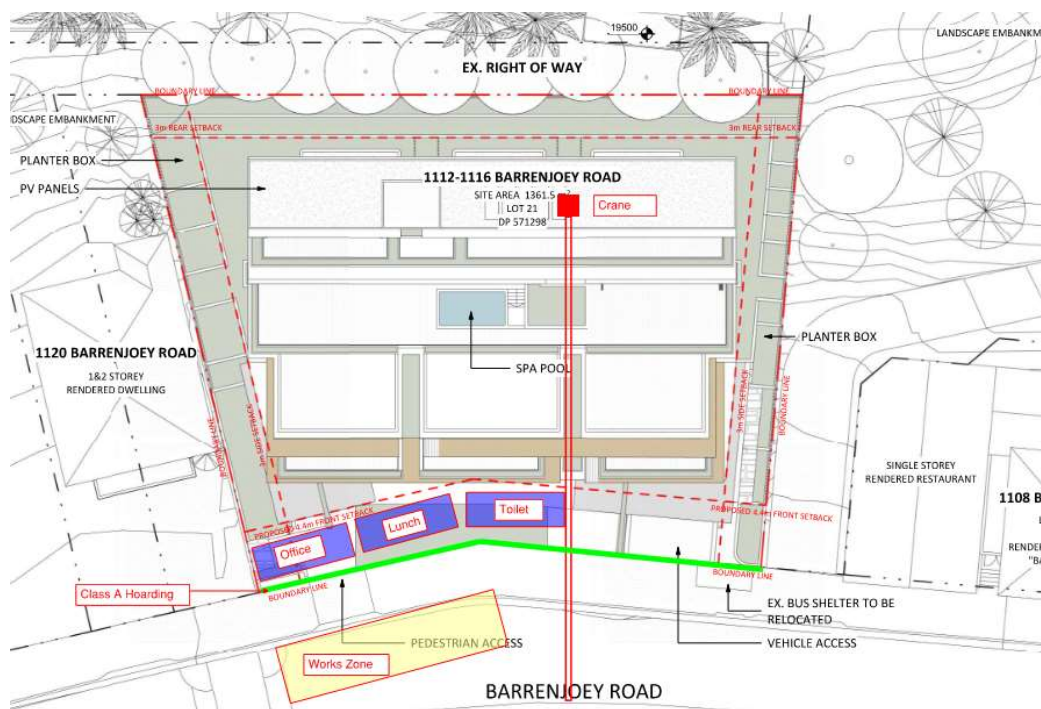 19500
LANDSCAPE EMBANKM
EX. RIGHT OF WAY
BOUNDARY LINE
BOUNDARY LINE
DSCAPE EMBANKMENT
3m REAR SETBACK
3m REAR SETBACK
PLANTER BOX
PV PANELS
1112-1116 BARRENJOEY ROAD
SITE AREA 1361.5
LOT 21
DP 571298
Crane
1120 BARRENJOEY ROAD
1&2 STOREY
RENDERED DWELLING
PLANTER BOX
SPA POOL
BOUNDARY LINE
3m SIDE SETBACK
3m SIDE SETBACK
BOUNDARY LINE
SINGLE STOREY
RENDERED RESTAURANT
1108 B
L
RENDER
"BA
PROPOSED 4.4m FRONT SETBACK
PROPOSED 4.4m FRONT SETBACK
Office
Lunch
Toilet
Class A Hoarding
BOUNDARY LINE
BOUNDARY LINE
EX. BUS SHELTER TO BE
RELOCATED
PEDESTRIAN ACCESS
VEHICLE ACCESS
Works Zone
BARRENJOEY ROAD